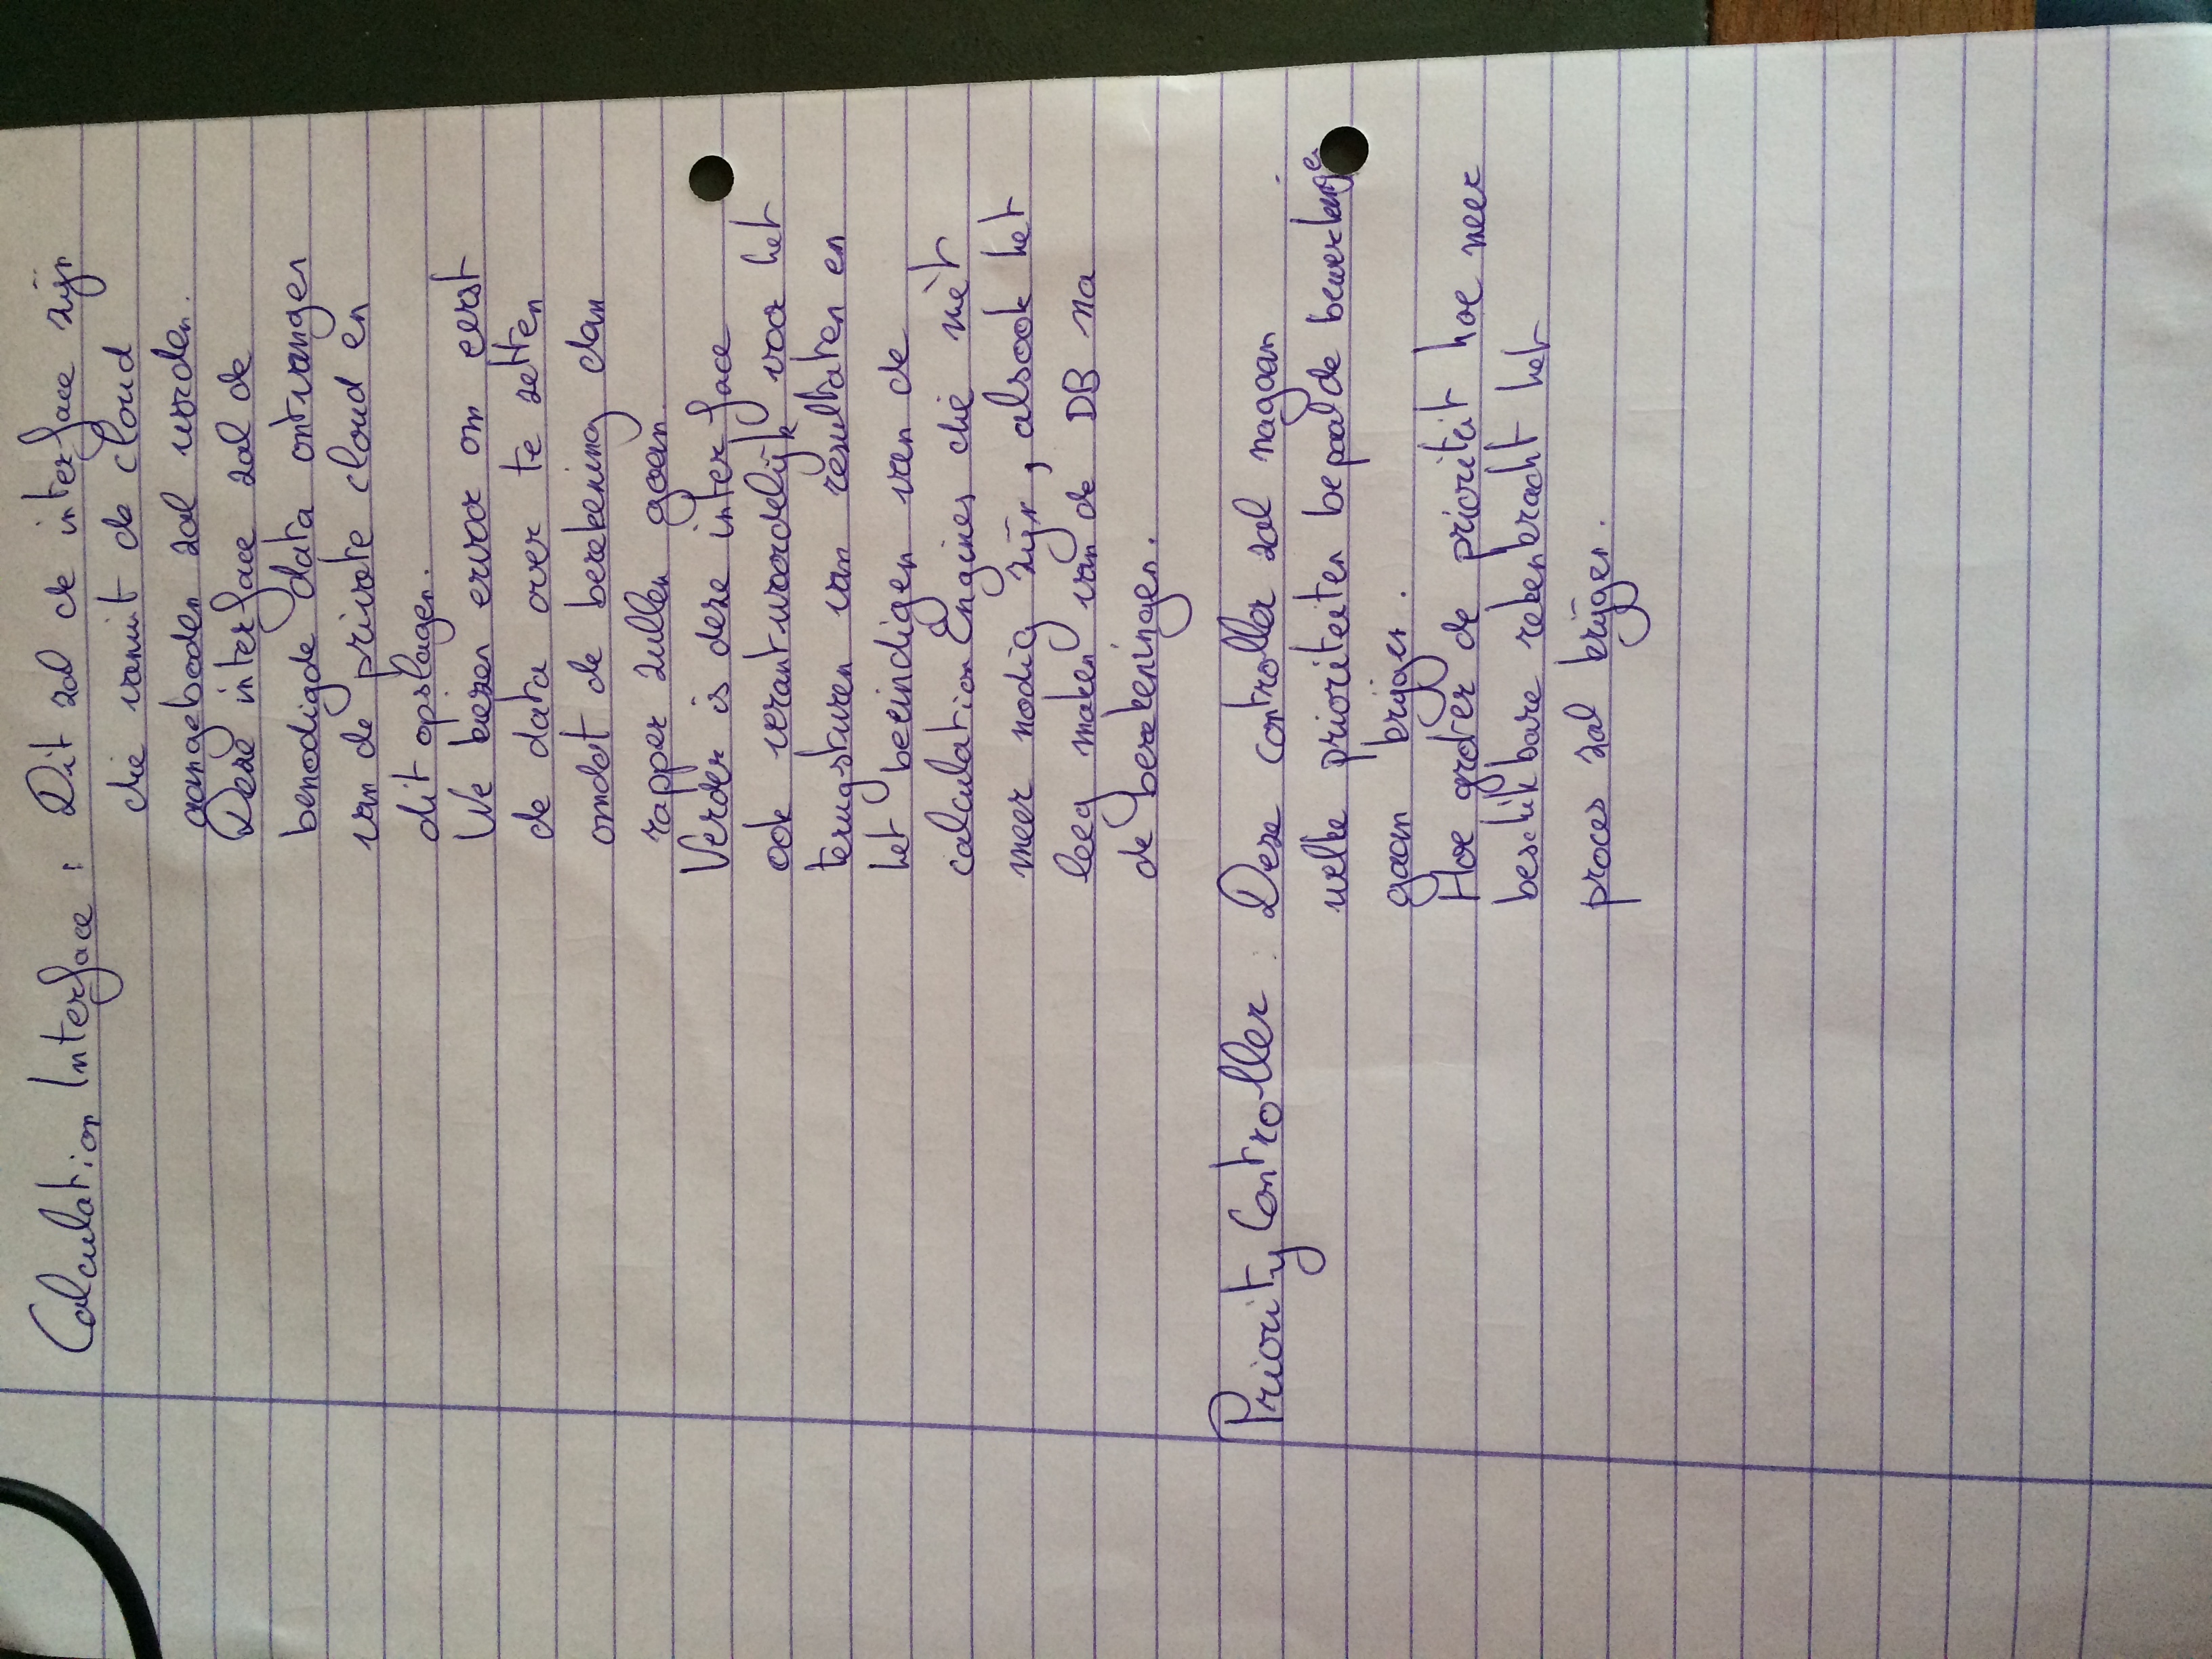 Calculation Interface : Dit zal de interface zijn
die vanuit de cloud
aangeboden zal worden.
Deze interface zal de
benodigde data ontvangen
van de private cloud en
dit opslagen.
We kiezen ervoor om eerst
de data over te zetten
omdat de berekening dan
rapper zullen gaan.
Verder is deze interface
ook verantwoordelijk voor het
terugsturen van resultaten en
het beeindigen van de
calculation Engines die niet
meer nodig zijn, alsook het
leeg maken van de DB na
de berekeningen.
Priority Controller : Deze controller zal nagaan
welke prioriteiten bepaalde bewerkinge
gaan krijgen.
Hoe groter de prioriteit hoe meer
beschikbare rekenkracht het
proces zal krijgen.